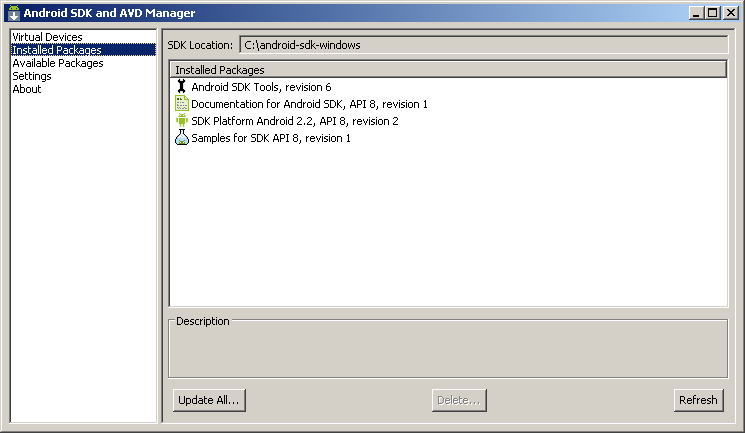 Android SDK and AVD Manager
Virtual Devices
Installed Packages
Available Packages
Settings
About
SDK Location: C:\android-sdk-windows
Installed Packages
Android SDK Tools, revision 6
Documentation for Android SDK, API 8, revision 1
SDK Platform Android 2.2, API 8, revision 2
Samples for SDK API 8, revision 1
Description
Update All... Delete... Refresh